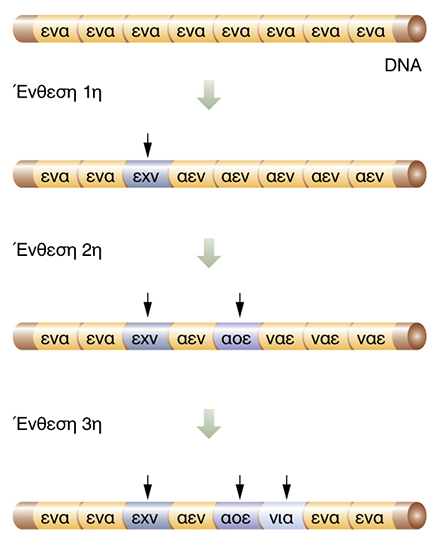 ενα ενα ενα ενα ενα ενα ενα ενα
DNA
Ένθεση 1η
ενα ενα εχν αεν αεν αεν αεν αεν
Ένθεση 2η
ενα ενα εχν αεν αοε ναε ναε ναε
Ένθεση 3η
ενα ενα εχν αεν αοε νια ενα ενα